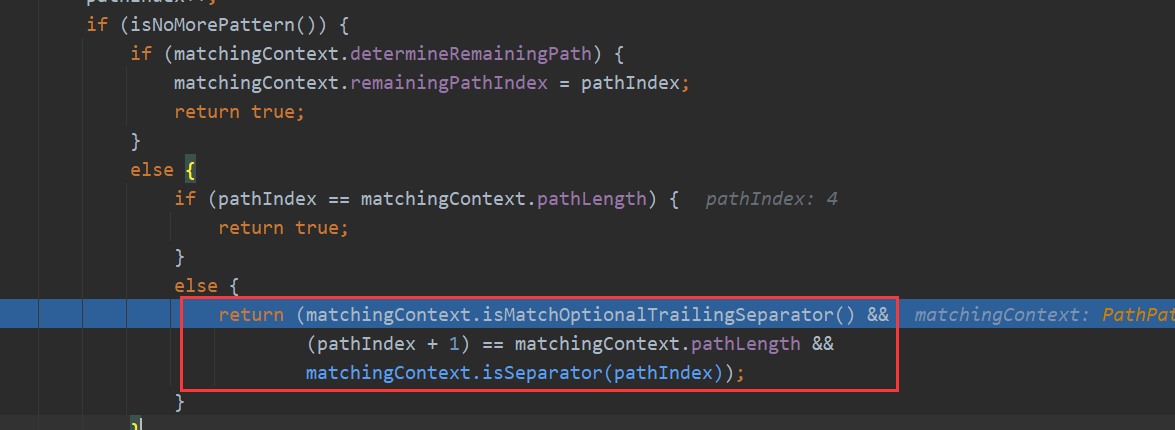 pathIndex++;
if (isNoMorePattern()) {
if (matchingContext.determineRemainingPath) {
matchingContext.remainingPathIndex = pathIndex;
return true;
}
else {
if (pathIndex == matchingContext.pathLength) {   pathIndex: 4
return true;
}
else {
return (matchingContext.isMatchOptionalTrailingSeparator() &&   matchingContext: PathPat
(pathIndex + 1) == matchingContext.pathLength &&
matchingContext.isSeparator(pathIndex));
}
}